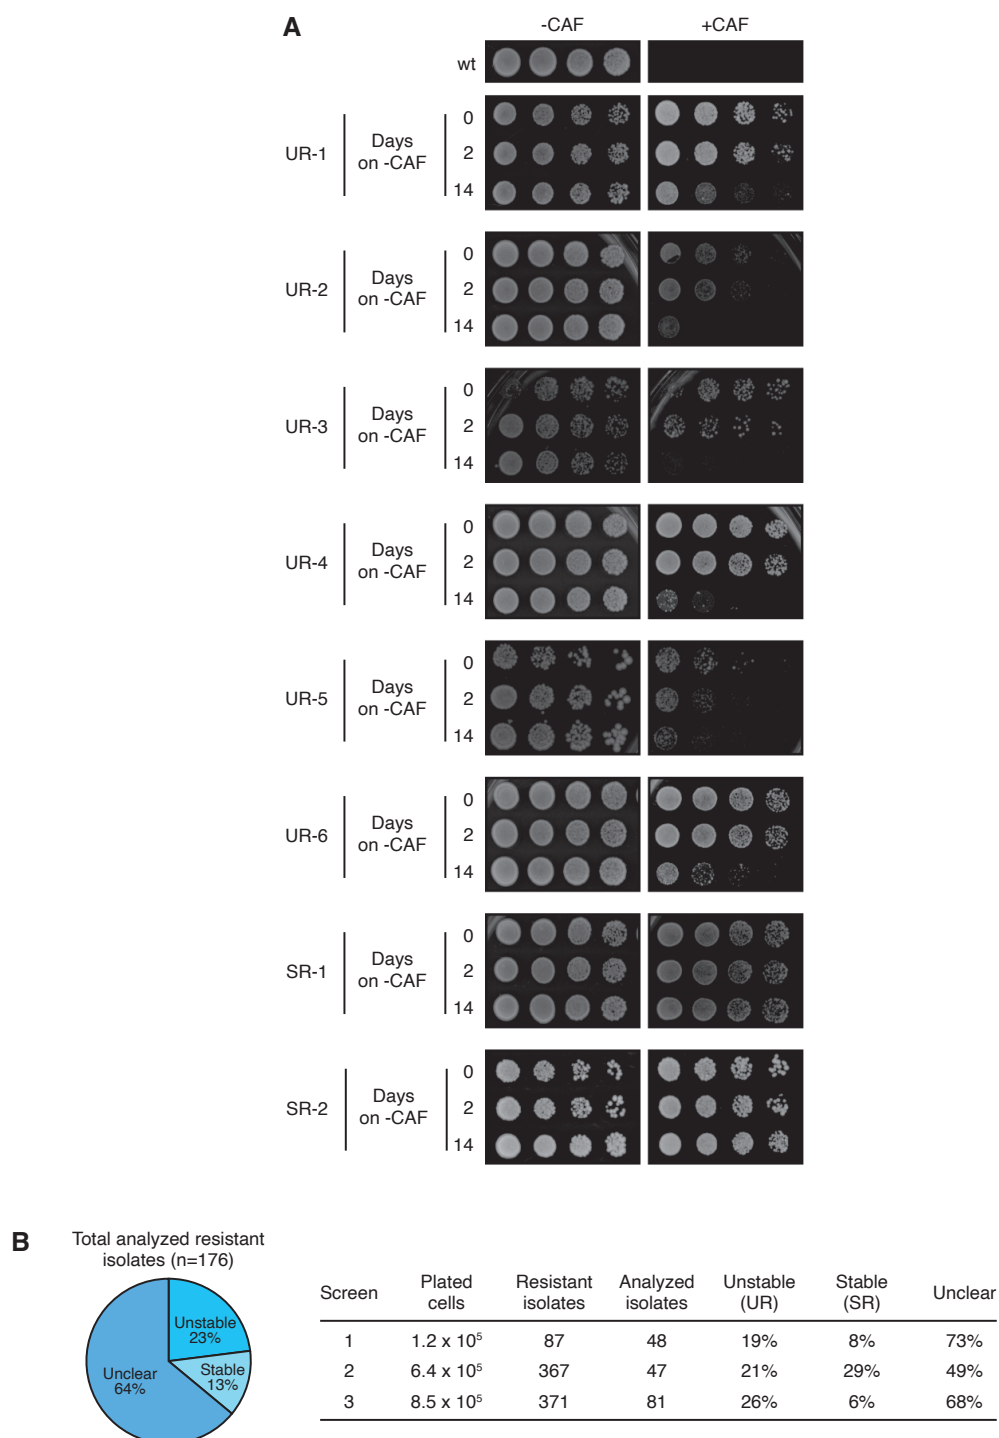 A
-CAF +CAF
wt
UR-1 Days on -CAF 0 2 14
UR-2 Days on -CAF 0 2 14
UR-3 Days on -CAF 0 2 14
UR-4 Days on -CAF 0 2 14
UR-5 Days on -CAF 0 2 14
UR-6 Days on -CAF 0 2 14
SR-1 Days on -CAF 0 2 14
SR-2 Days on -CAF 0 2 14
B
Total analyzed resistant
isolates (n=176)
Unstable
23%
Stable
13%
Unclear
64%
Screen Plated cells Resistant isolates Analyzed isolates Unstable (UR) Stable (SR) Unclear
1 1.2 x 10⁵ 87 48 19% 8% 73%
2 6.4 x 10⁵ 367 47 21% 29% 49%
3 8.5 x 10⁵ 371 81 26% 6% 68%